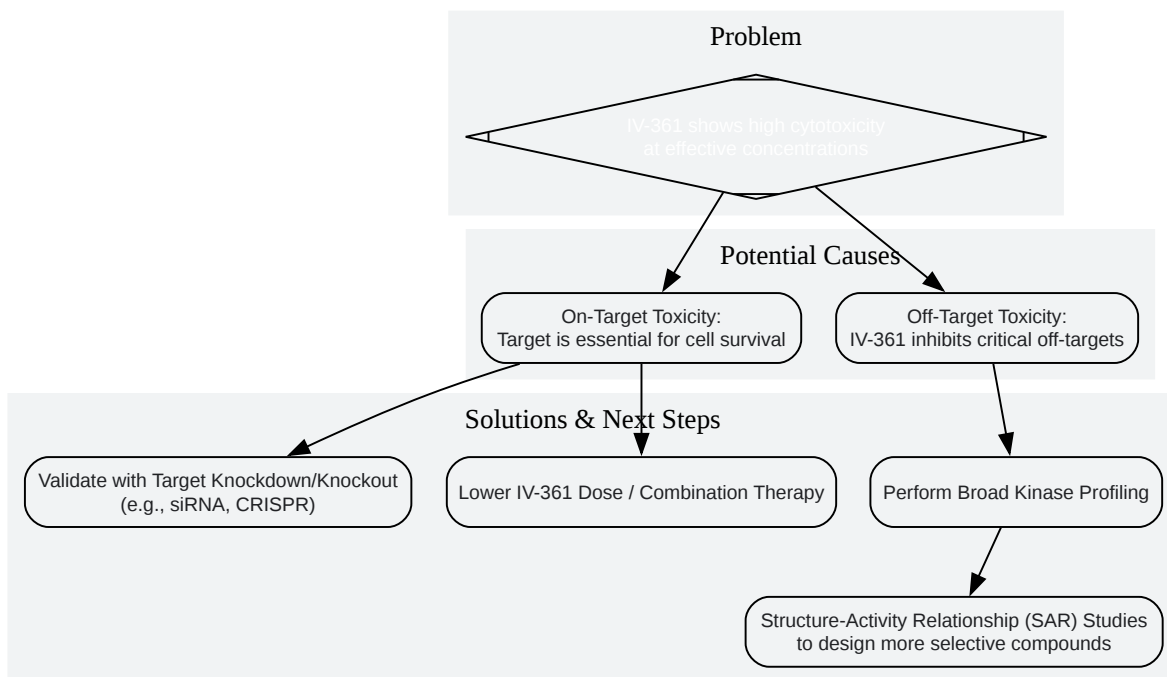 Problem
IV-361 shows high cytotoxicity
at effective concentrations
Potential Causes
On-Target Toxicity:
Target is essential for cell survival
Off-Target Toxicity:
IV-361 inhibits critical off-targets
Solutions & Next Steps
Validate with Target Knockdown/Knockout
(e.g., siRNA, CRISPR)
Lower IV-361 Dose / Combination Therapy
Perform Broad Kinase Profiling
Structure-Activity Relationship (SAR) Studies
to design more selective compounds